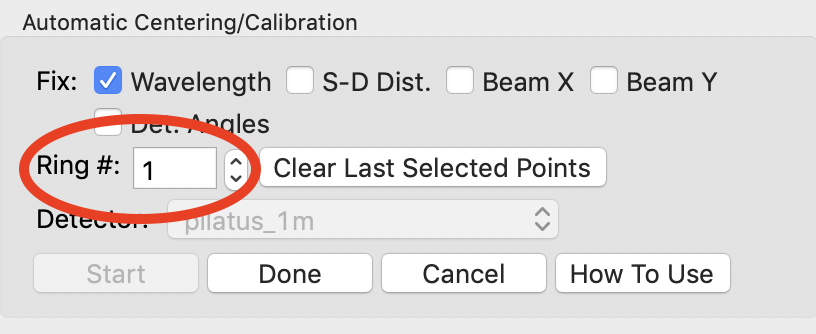 Automatic Centering/Calibration
Fix: Wavelength S-D Dist. Beam X Beam Y
Det. Angles
Ring #: 1 Clear Last Selected Points
Detector: pilatus_1m
Start Done Cancel How To Use